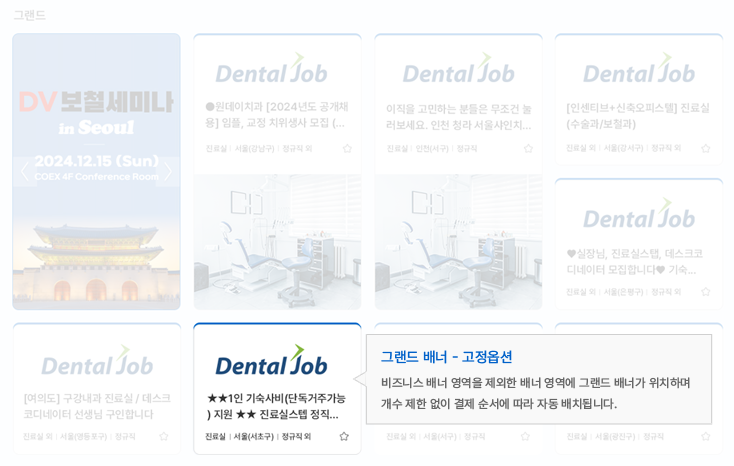 그랜드
DV 보철세미나
in Seoul
2024.12.15 (Sun)
COEX 4F Conference Room
Dental Job
●원데이치과 [2024년도 공개채
용] 임플, 교정 치위생사 모집 (...
진료실 | 서울(강남구) | 정규직 외
Dental Job
이직을 고민하는 분들은 무조건 눌
러보세요. 인천 청라 서울샤인치...
진료실 | 인천(서구) | 정규직
Dental Job
[인센티브+신축오피스텔] 진료실
(수술과/보철과)
진료실 외 | 서울(강서구) | 정규직
Dental Job
♥실장님, 진료실스탭, 데스크코
디네이터 모집합니다♥ 기숙...
진료실 외 | 서울(은평구) | 정규직
Dental Job
[여의도] 구강내과 진료실 / 데스크
코디네이터 선생님 구인합니다
진료실 외 | 서울(영등포구) | 정규직
Dental Job
★★1인 기숙사비(단독거주가능
) 지원 ★★ 진료실스텝 정직...
진료실 | 서울(서초구) | 정규직 외
그랜드 배너 - 고정옵션
비즈니스 배너 영역을 제외한 배너 영역에 그랜드 배너가 위치하며
개수 제한 없이 결제 순서에 따라 자동 배치됩니다.
진료실 외 | 서울(서구) | 정규직
진료실 외 | 서울(광진구) | 정규직